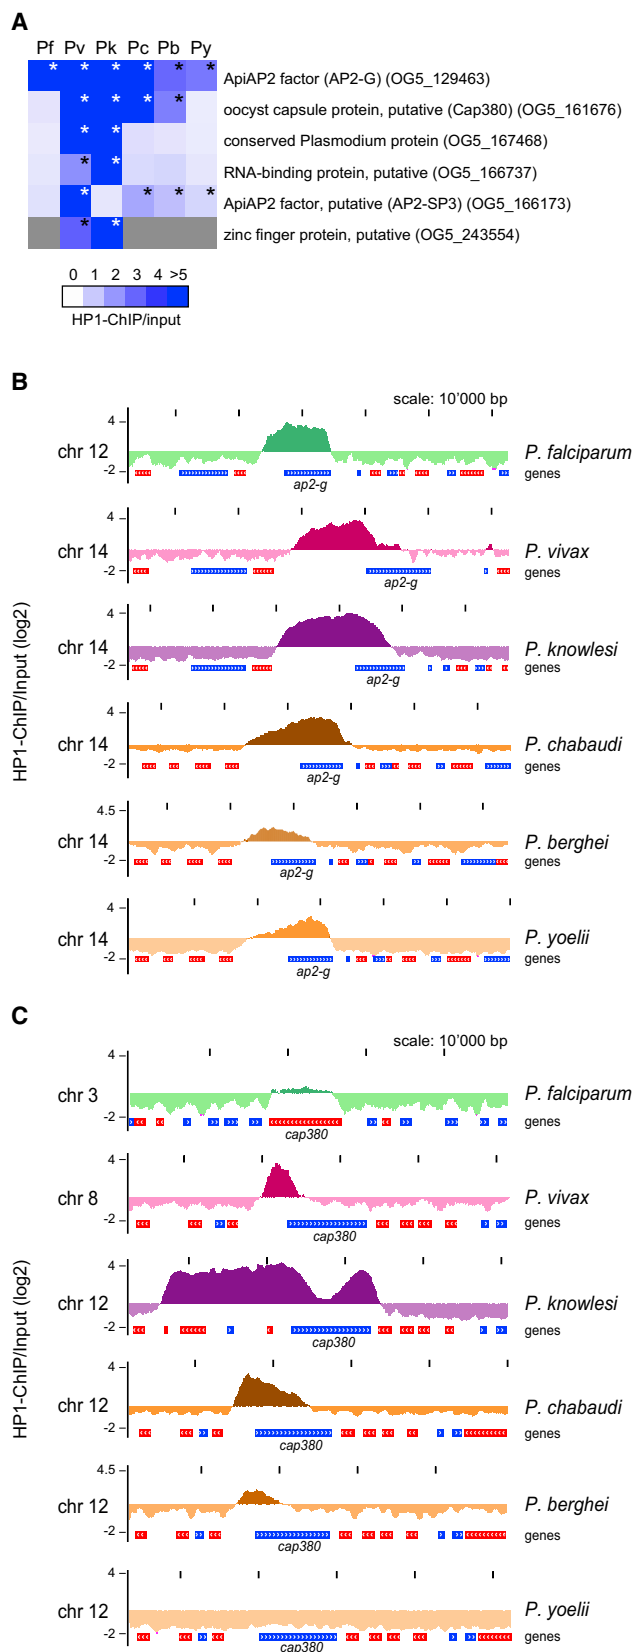 A
Pf Pv Pk Pc Pb Py
* * * * * * ApiAP2 factor (AP2-G) (OG5_129463)
* * * * oocyst capsule protein, putative (Cap380) (OG5_161676)
* * conserved Plasmodium protein (OG5_167468)
* * RNA-binding protein, putative (OG5_166737)
* * * * ApiAP2 factor, putative (AP2-SP3) (OG5_166173)
* * zinc finger protein, putative (OG5_243554)
0 1 2 3 4 >5
HP1-ChIP/input
B
HP1-ChIP/Input (log2)
scale: 10'000 bp
4
chr 12
P. falciparum
-2
genes
ap2-g
4
chr 14
P. vivax
-2
genes
ap2-g
4
chr 14
P. knowlesi
-2
genes
ap2-g
4
chr 14
P. chabaudi
-2
genes
ap2-g
4.5
chr 14
P. berghei
-2
genes
ap2-g
4
chr 14
P. yoelii
-2
genes
ap2-g
C
HP1-ChIP/Input (log2)
scale: 10'000 bp
4
chr 3
P. falciparum
-2
genes
cap380
4
chr 8
P. vivax
-2
genes
cap380
4
chr 12
P. knowlesi
-2
genes
cap380
4
chr 12
P. chabaudi
-2
genes
cap380
4.5
chr 12
P. berghei
-2
genes
cap380
4
chr 12
P. yoelii
-2
genes
cap380